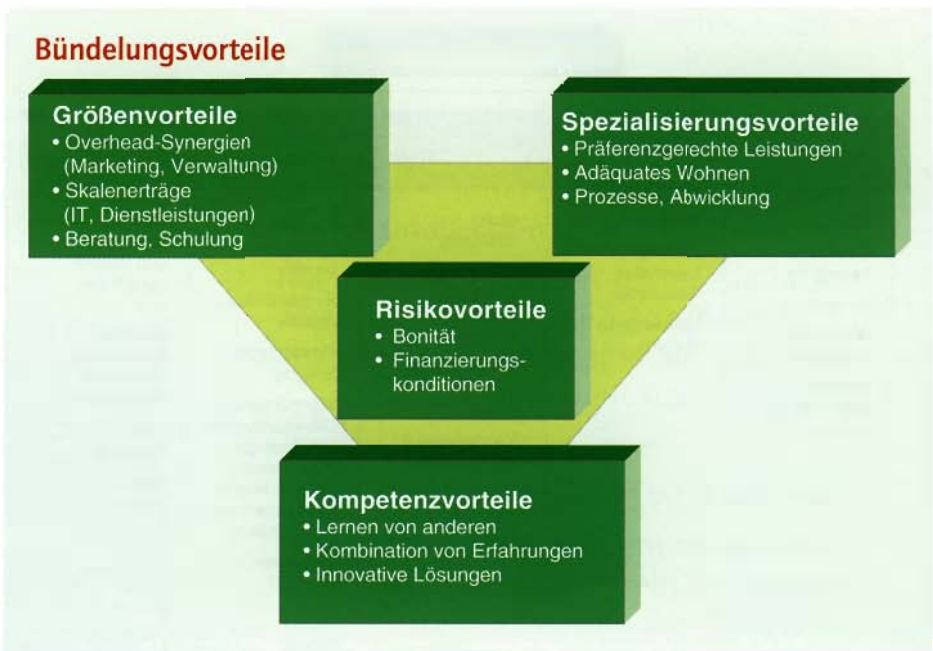 Bündelungsvorteile
Größenvorteile
• Overhead-Synergien
(Marketing, Verwaltung)
• Skalenerträge
(IT, Dienstleistungen)
• Beratung, Schulung
Spezialisierungsvorteile
• Präferenzgerechte Leistungen
• Adäquates Wohnen
• Prozesse, Abwicklung
Risikovorteile
• Bonität
• Finanzierungs-
konditionen
Kompetenzvorteile
• Lernen von anderen
• Kombination von Erfahrungen
• Innovative Lösungen